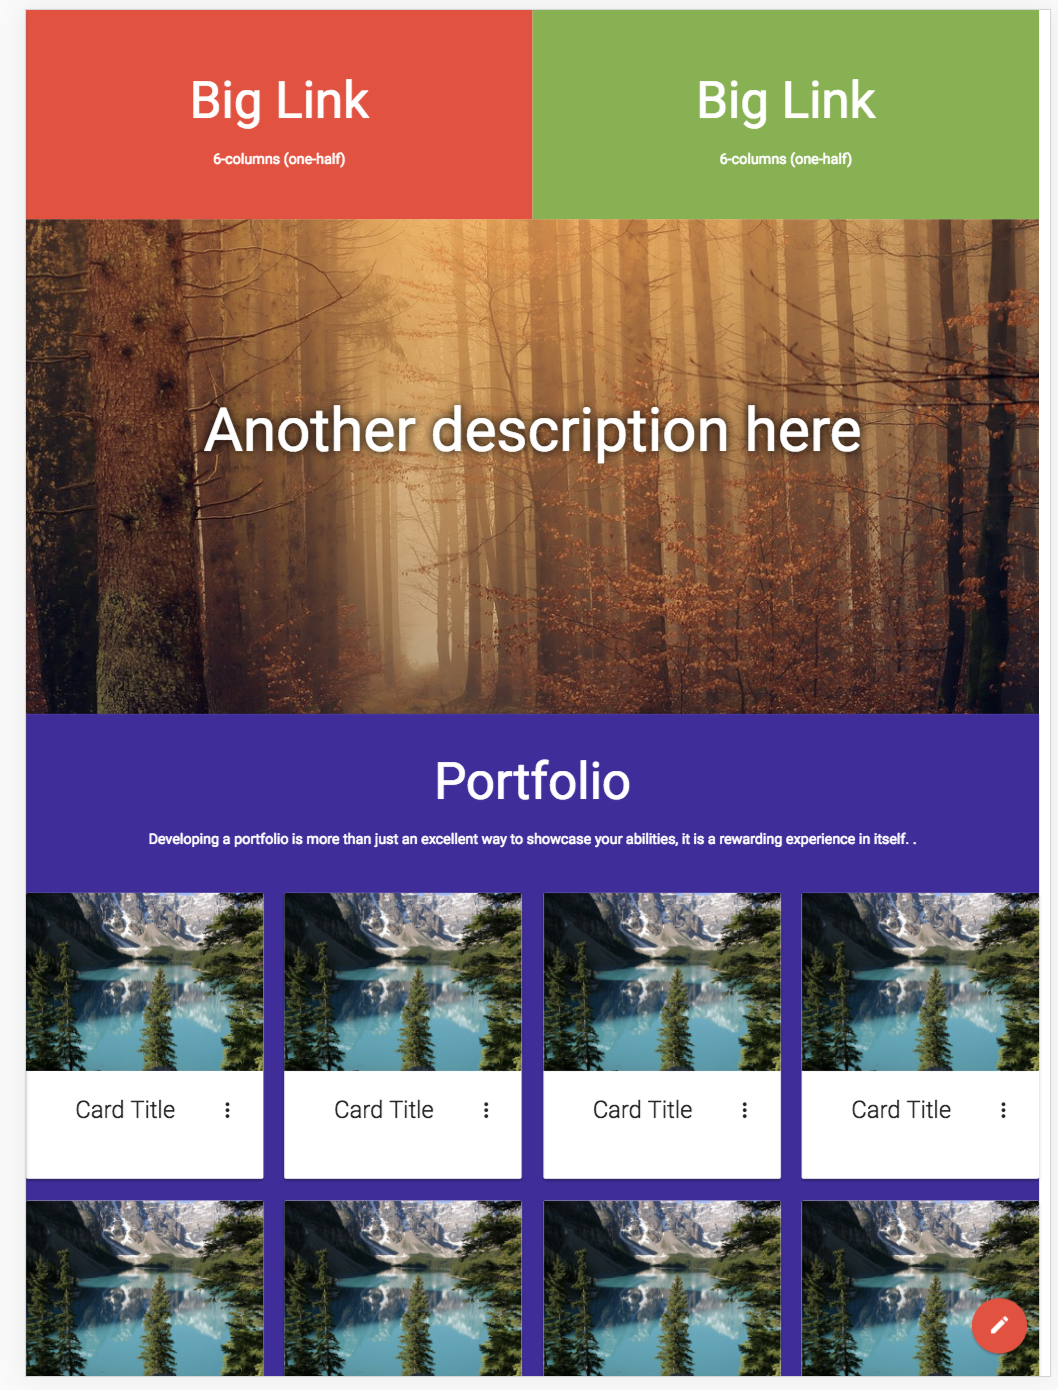 Big Link
6-columns (one-half)
Big Link
6-columns (one-half)
Another description here
Portfolio
Developing a portfolio is more than just an excellent way to showcase your abilities, it is a rewarding experience in itself. .
Card Title
Card Title
Card Title
Card Title